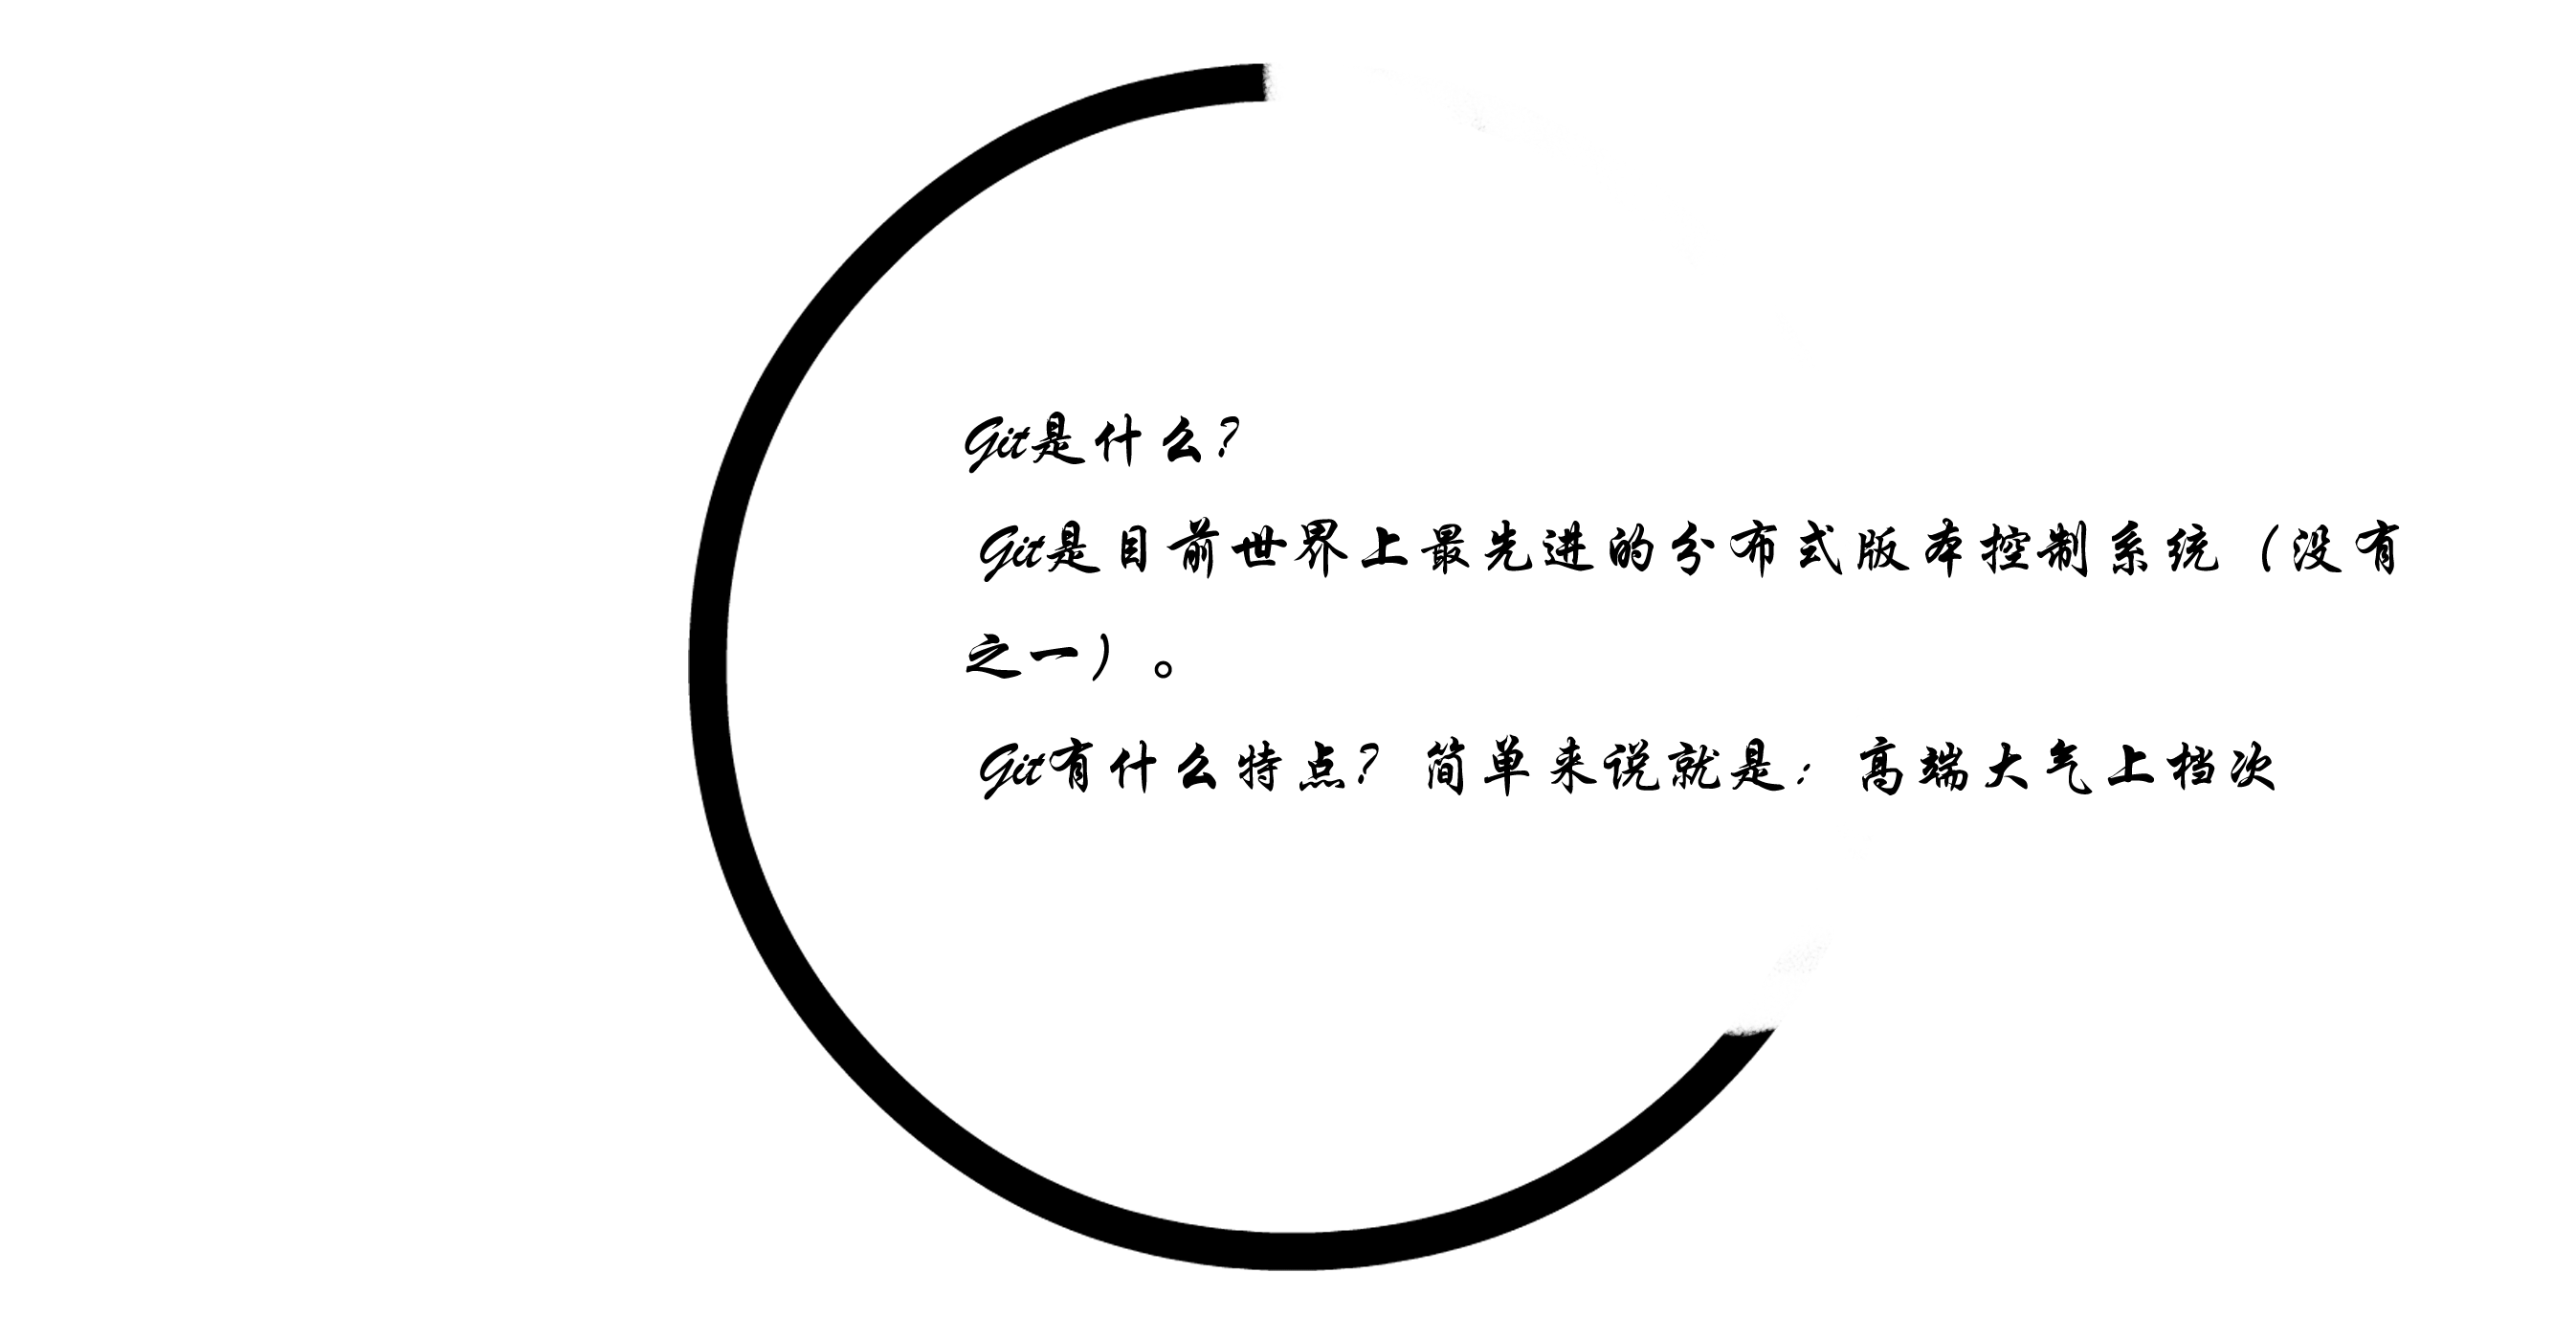 Git是什么?
Git是目前世界上最先进的分布式版本控制系统（没有
之一）。
Git有什么特点? 简单来说就是：高端大气上档次